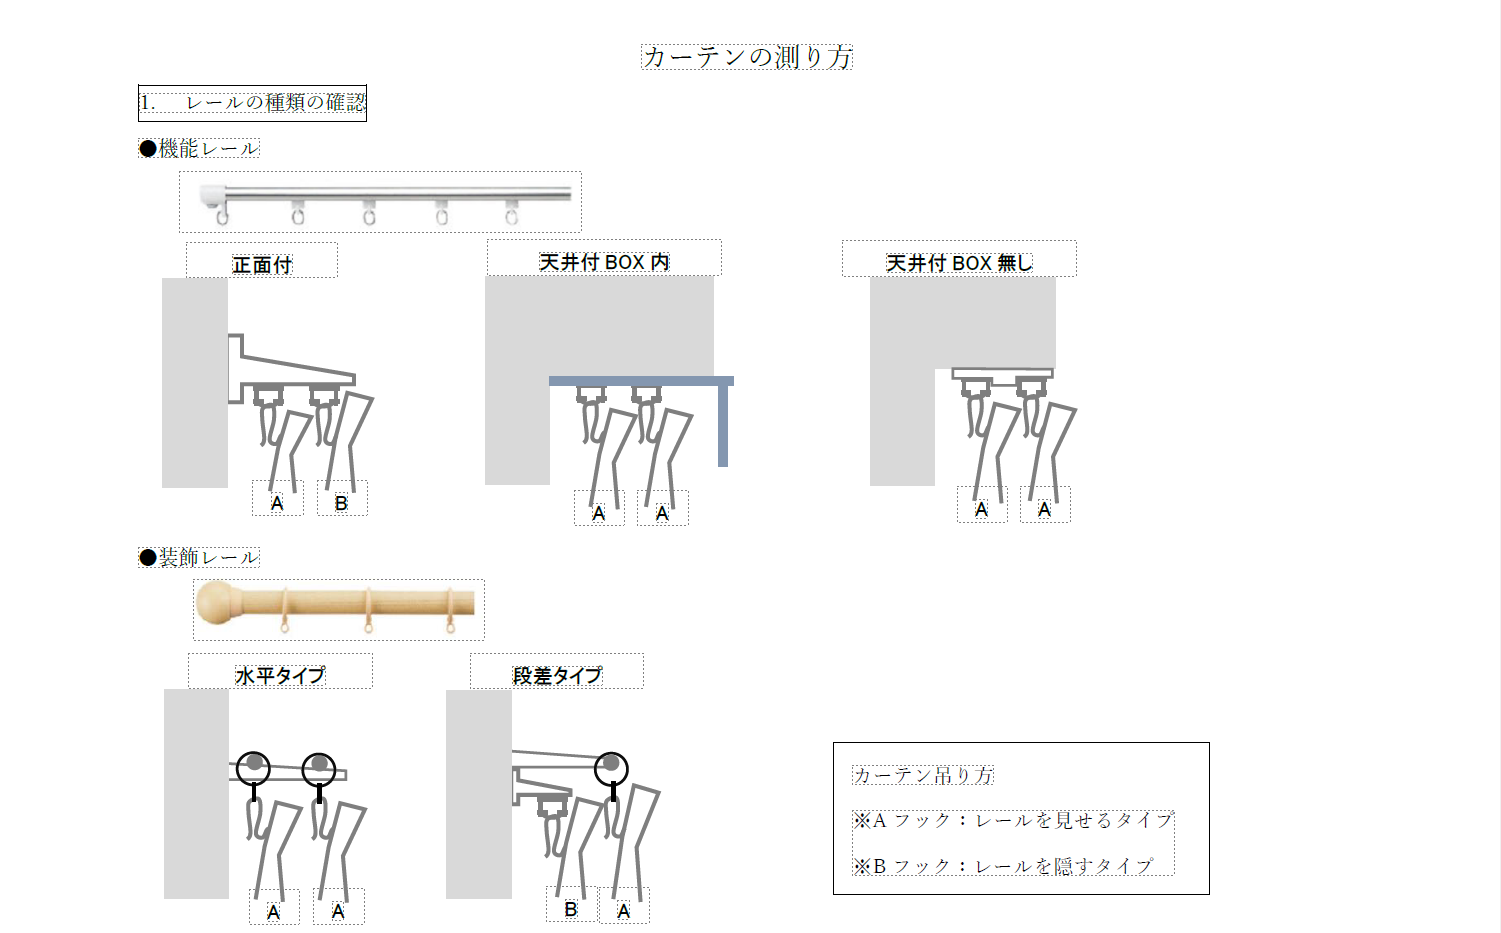 カーテンの測り方
1. レールの種類の確認
●機能レール
正面付
天井付 BOX 内
天井付 BOX 無し
A
B
A
A
A
A
●装飾レール
水平タイプ
段差タイプ
A
A
B
A
カーテン吊り方
※A フック：レールを見せるタイプ
※B フック：レールを隠すタイプ